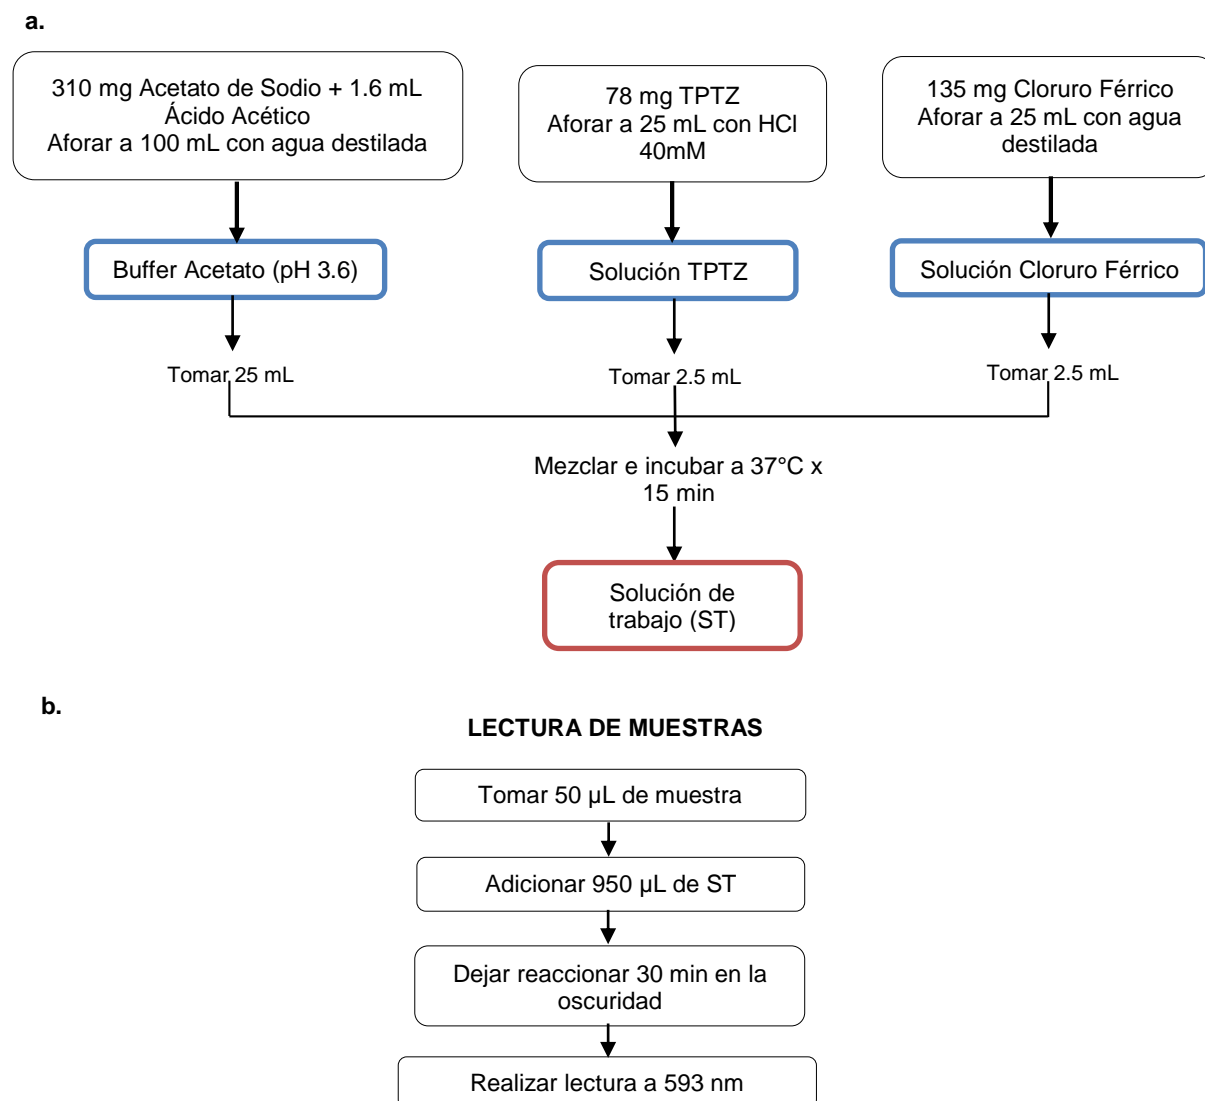 a.
310 mg Acetato de Sodio + 1.6 mL
Ácido Acético
Aforar a 100 mL con agua destilada
78 mg TPTZ
Aforar a 25 mL con HCl
40mM
135 mg Cloruro Férrico
Aforar a 25 mL con agua
destilada
Buffer Acetato (pH 3.6)
Solución TPTZ
Solución Cloruro Férrico
Tomar 25 mL
Tomar 2.5 mL
Tomar 2.5 mL
Mezclar e incubar a 37°C x
15 min
Solución de
trabajo (ST)
b.
LECTURA DE MUESTRAS
Tomar 50 µL de muestra
Adicionar 950 µL de ST
Dejar reaccionar 30 min en la
oscuridad
Realizar lectura a 593 nm